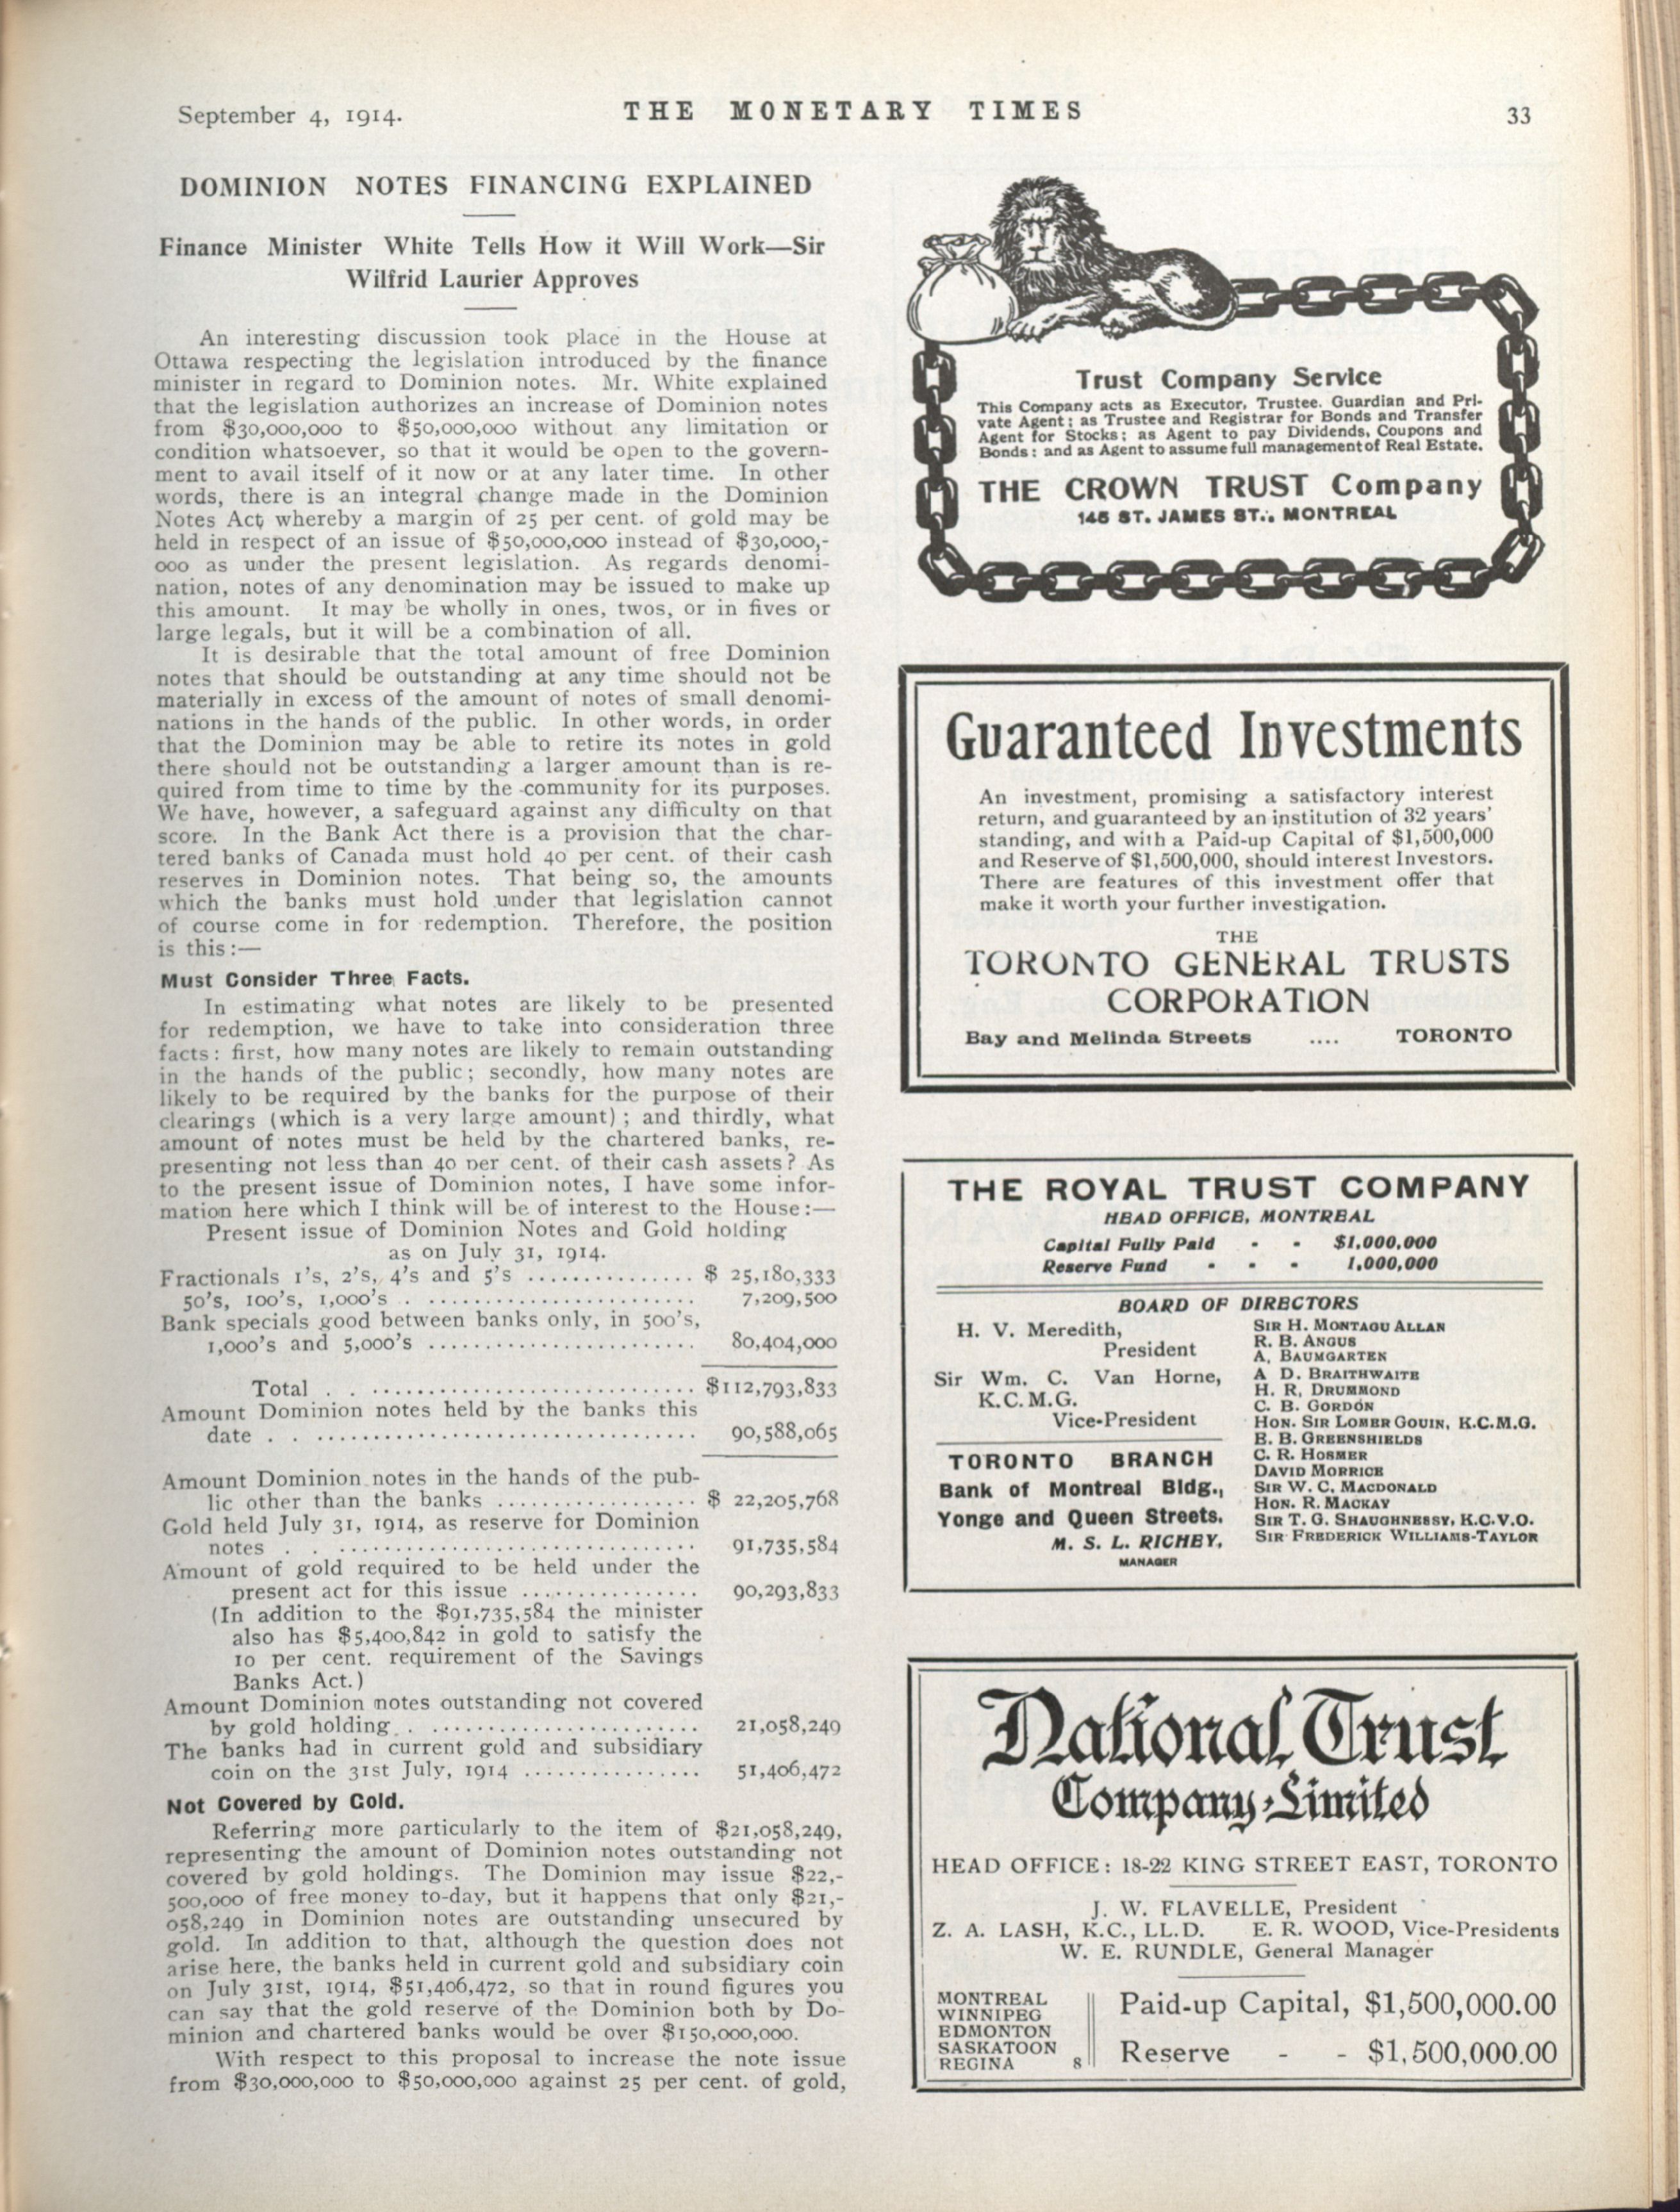 September 4, 1914.
THE MONETARY TIMES
33
DOMINION NOTES FINANCING EXPLAINED
Finance Minister White Tells How it Will Work—Sir
Wilfrid Laurier Approves
An interesting discussion took place in the House at
Ottawa respecting the legislation introduced by the finance
minister in regard to Dominion notes. Mr. White explained
that the legislation authorizes an increase of Dominion notes
from $30,000,000 to $50,000,000 without any limitation or
condition whatsoever, so that it would be open to the govern-
ment to avail itself of it now or at any later time. In other
words, there is an integral change made in the Dominion
Notes Act whereby a margin of 25 per cent. of gold may be
held in respect of an issue of $50,000,000 instead of $30,000,-
000 as under the present legislation. As regards denomi-
nation, notes of any denomination may be issued to make up
this amount. It may be wholly in ones, twos, or in fives or
large legals, but it will be a combination of all.
It is desirable that the total amount of free Dominion
notes that should be outstanding at any time should not be
materially in excess of the amount of notes of small denomi-
nations in the hands of the public. In other words, in order
that the Dominion may be able to retire its notes in gold
there should not be outstanding a larger amount than is re-
quired from time to time by the community for its purposes.
We have, however, a safeguard against any difficulty on that
score. In the Bank Act there is a provision that the char-
tered banks of Canada must hold 40 per cent. of their cash
reserves in Dominion notes. That being so, the amounts
which the banks must hold under that legislation cannot
of course come in for redemption. Therefore, the position
is this:—
Must Consider Three Facts.
In estimating what notes are likely to be presented
for redemption, we have to take into consideration three
facts: first, how many notes are likely to remain outstanding
in the hands of the public; secondly, how many notes are
likely to be required by the banks for the purpose of their
clearings (which is a very large amount); and thirdly, what
amount of notes must be held by the chartered banks, re-
presenting not less than 40 per cent. of their cash assets? As
to the present issue of Dominion notes, I have some infor-
mation here which I think will be of interest to the House:—
Present issue of Dominion Notes and Gold holding
as on July 31, 1914.
Fractionals 1's, 2's, 4's and 5's ............... $ 25,180,333
50's, 100's, 1,000's . ........................ 7,209,500
Bank specials good between banks only, in 500's,
1,000's and 5,000's ........................ 80,404,000
Total . . ............................. $112,793,833
Amount Dominion notes held by the banks this
date . . .................................. 90,588,065
Amount Dominion notes in the hands of the pub-
lic other than the banks .................. $ 22,205,768
Gold held July 31, 1914, as reserve for Dominion
notes . . ................................ 91,735,584
Amount of gold required to be held under the
present act for this issue ................ 90,293,833
(In addition to the $91,735,584 the minister
also has $5,400,842 in gold to satisfy the
10 per cent. requirement of the Savings
Banks Act.)
Amount Dominion notes outstanding not covered
by gold holding . ........................ 21,058,249
The banks had in current gold and subsidiary
coin on the 31st July, 1914 ................ 51,406,472
Not Covered by Gold.
Referring more particularly to the item of $21,058,249,
representing the amount of Dominion notes outstanding not
covered by gold holdings. The Dominion may issue $22,-
500,000 of free money to-day, but it happens that only $21,-
058,249 in Dominion notes are outstanding unsecured by
gold. In addition to that, although the question does not
arise here, the banks held in current gold and subsidiary coin
on July 31st, 1914, $51,406,472, so that in round figures you
can say that the gold reserve of the Dominion both by Do-
minion and chartered banks would be over $150,000,000.
With respect to this proposal to increase the note issue
from $30,000,000 to $50,000,000 against 25 per cent. of gold,
Trust Company Service
This Company acts as Executor, Trustee, Guardian and Pri-
vate Agent; as Trustee and Registrar for Bonds and Transfer
Agent for Stocks; as Agent to pay Dividends, Coupons and
Bonds; and as Agent to assume full management of Real Estate.
THE CROWN TRUST Company
145 ST. JAMES ST., MONTREAL
Guaranteed Investments
An investment, promising a satisfactory interest
return, and guaranteed by an institution of 32 years'
standing, and with a Paid-up Capital of $1,500,000
and Reserve of $1,500,000, should interest Investors.
There are features of this investment offer that
make it worth your further investigation.
THE
TORONTO GENERAL TRUSTS
CORPORATION
Bay and Melinda Streets .... TORONTO
THE ROYAL TRUST COMPANY
HEAD OFFICE, MONTREAL
Capital Fully Paid - - $1,000,000
Reserve Fund - - - 1,000,000
BOARD OF DIRECTORS
H. V. Meredith,
President
Sir Wm. C. Van Horne,
K.C.M.G.
Vice-President
TORONTO BRANCH
Bank of Montreal Bldg.,
Yonge and Queen Streets.
M. S. L. RICHEY,
MANAGER
SIR H. MONTAGU ALLAN
R. B. ANGUS
A. BAUMGARTEN
A D. BRAITHWAITE
H. R. DRUMMOND
C. B. GORDON
HON. SIR LOMER GOUIN, K.C.M.G.
E. B. GREENSHIELDS
C. R. HOSMER
DAVID MORRICE
SIR W. C. MACDONALD
HON. R. MACKAY
SIR T. G. SHAUGHNESSY, K.C.V.O.
SIR FREDERICK WILLIAMS-TAYLOR
National Trust
Company Limited
HEAD OFFICE: 18-22 KING STREET EAST, TORONTO
J. W. FLAVELLE, President
Z. A. LASH, K.C., LL.D. E. R. WOOD, Vice-Presidents
W. E. RUNDLE, General Manager
MONTREAL
WINNIPEG
EDMONTON
SASKATOON
REGINA 8
Paid-up Capital, $1,500,000.00
Reserve - - $1,500,000.00